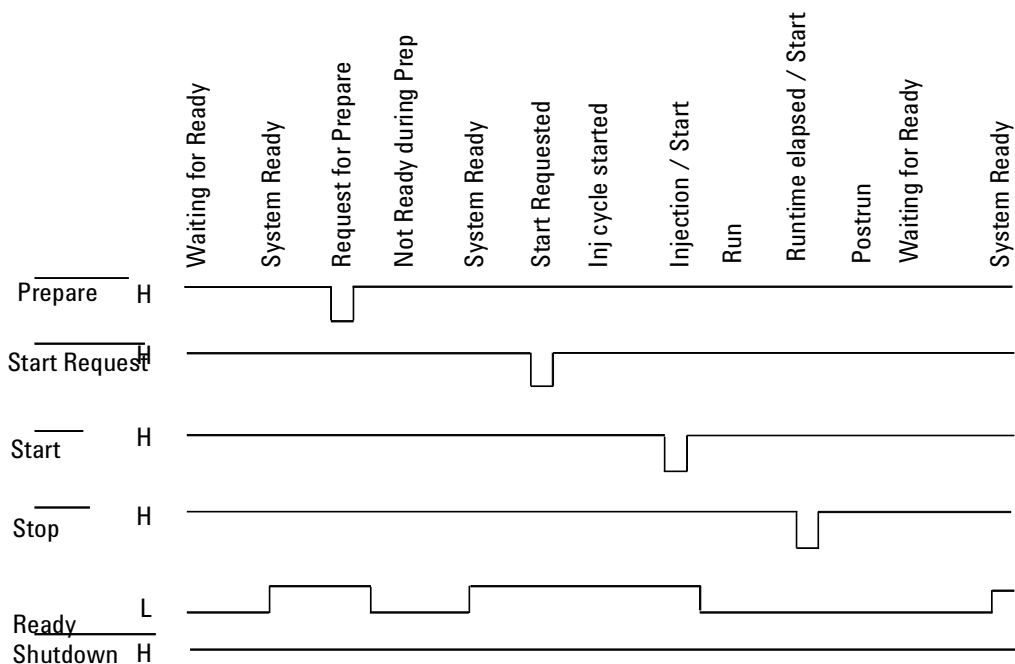 Waiting for Ready
System Ready
Request for Prepare
Not Ready during Prep
System Ready
Start Requested
Inj cycle started
Injection / Start
Run
Runtime elapsed / Start
Postrun
Waiting for Ready
System Ready
Prepare H
Start Request H
Start H
Stop H
Ready L
Shutdown H